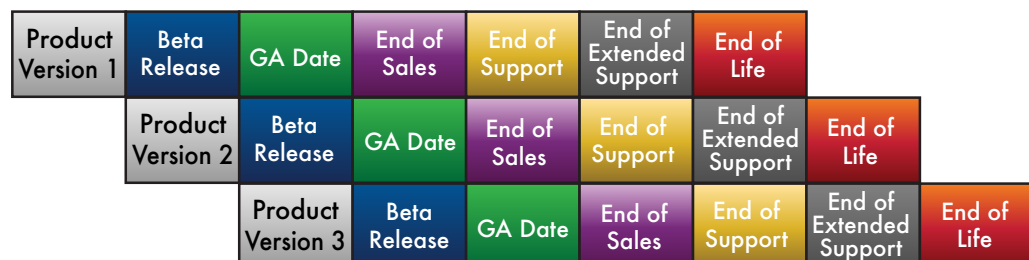 Product
Version 1
Beta
Release
GA Date
End of
Sales
End of
Support
End of
Extended
Support
End of
Life
Product
Version 2
Beta
Release
GA Date
End of
Sales
End of
Support
End of
Extended
Support
End of
Life
Product
Version 3
Beta
Release
GA Date
End of
Sales
End of
Support
End of
Extended
Support
End of
Life